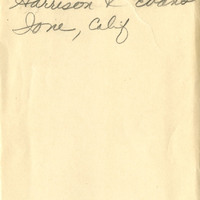 Harrison & Evans
Ione, Calif